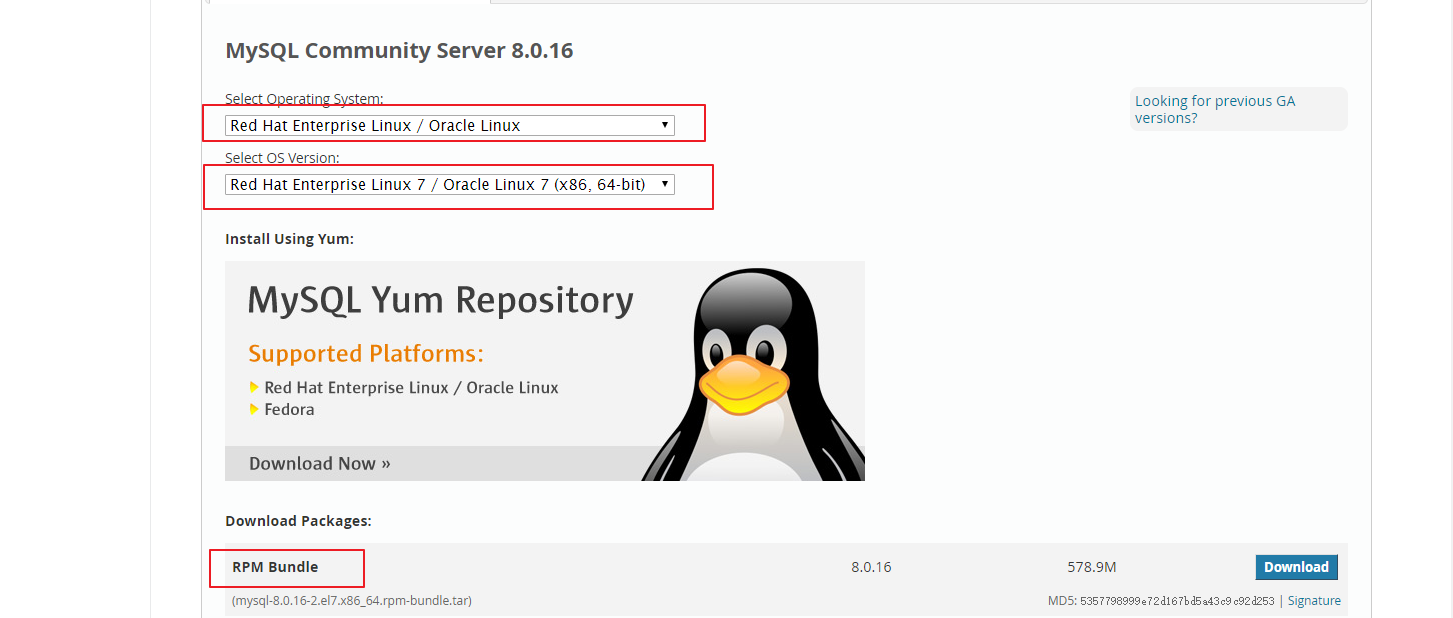 MySQL Community Server 8.0.16
Select Operating System:
Looking for previous GA
versions?
Red Hat Enterprise Linux / Oracle Linux
Select OS Version:
Red Hat Enterprise Linux 7 / Oracle Linux 7 (x86, 64-bit)
Install Using Yum:
MySQL Yum Repository
Supported Platforms:
Red Hat Enterprise Linux / Oracle Linux
Fedora
Download Now »
Download Packages:
RPM Bundle 8.0.16 578.9M Download
(mysql-8.0.16-2.el7.x86_64.rpm-bundle.tar) MD5: 5357798999e72d167bd5a43c9c92d253 | Signature